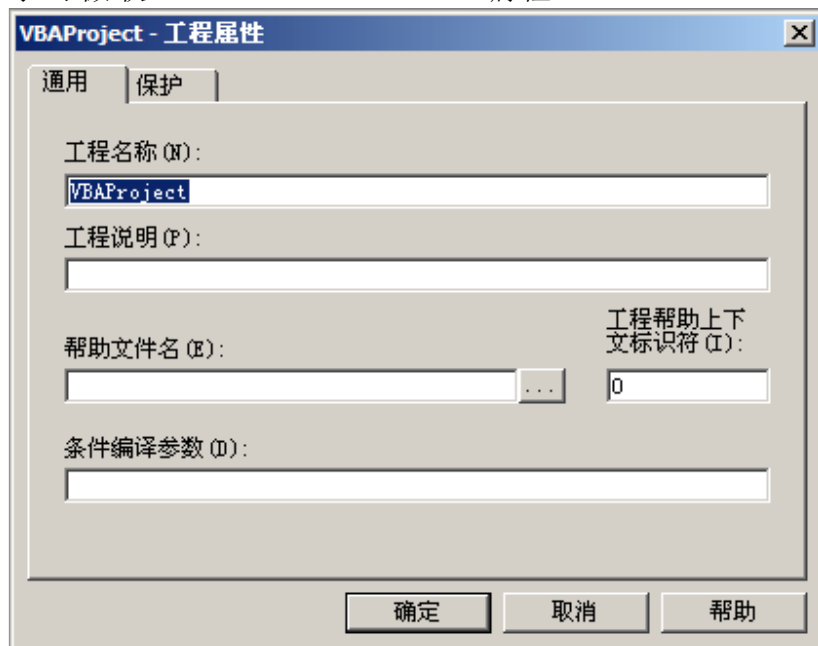 VBAProject - 工程属性
通用 保护
工程名称(N):
VBAProject
工程说明(P):
工程帮助上下
文标识符(I):
帮助文件名(E):
...
0
条件编译参数(D):
确定 取消 帮助